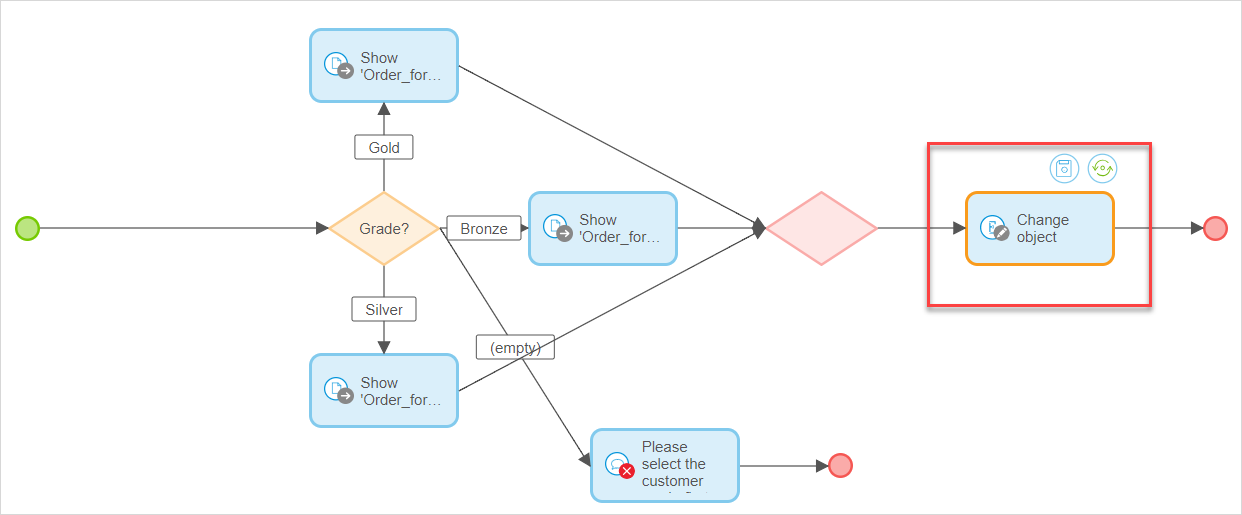 Show
'Order_for...
Gold
Grade?
Bronze
Show
'Order_for...
Change
object
Silver
(empty)
Show
'Order_for...
Please
select the
customer